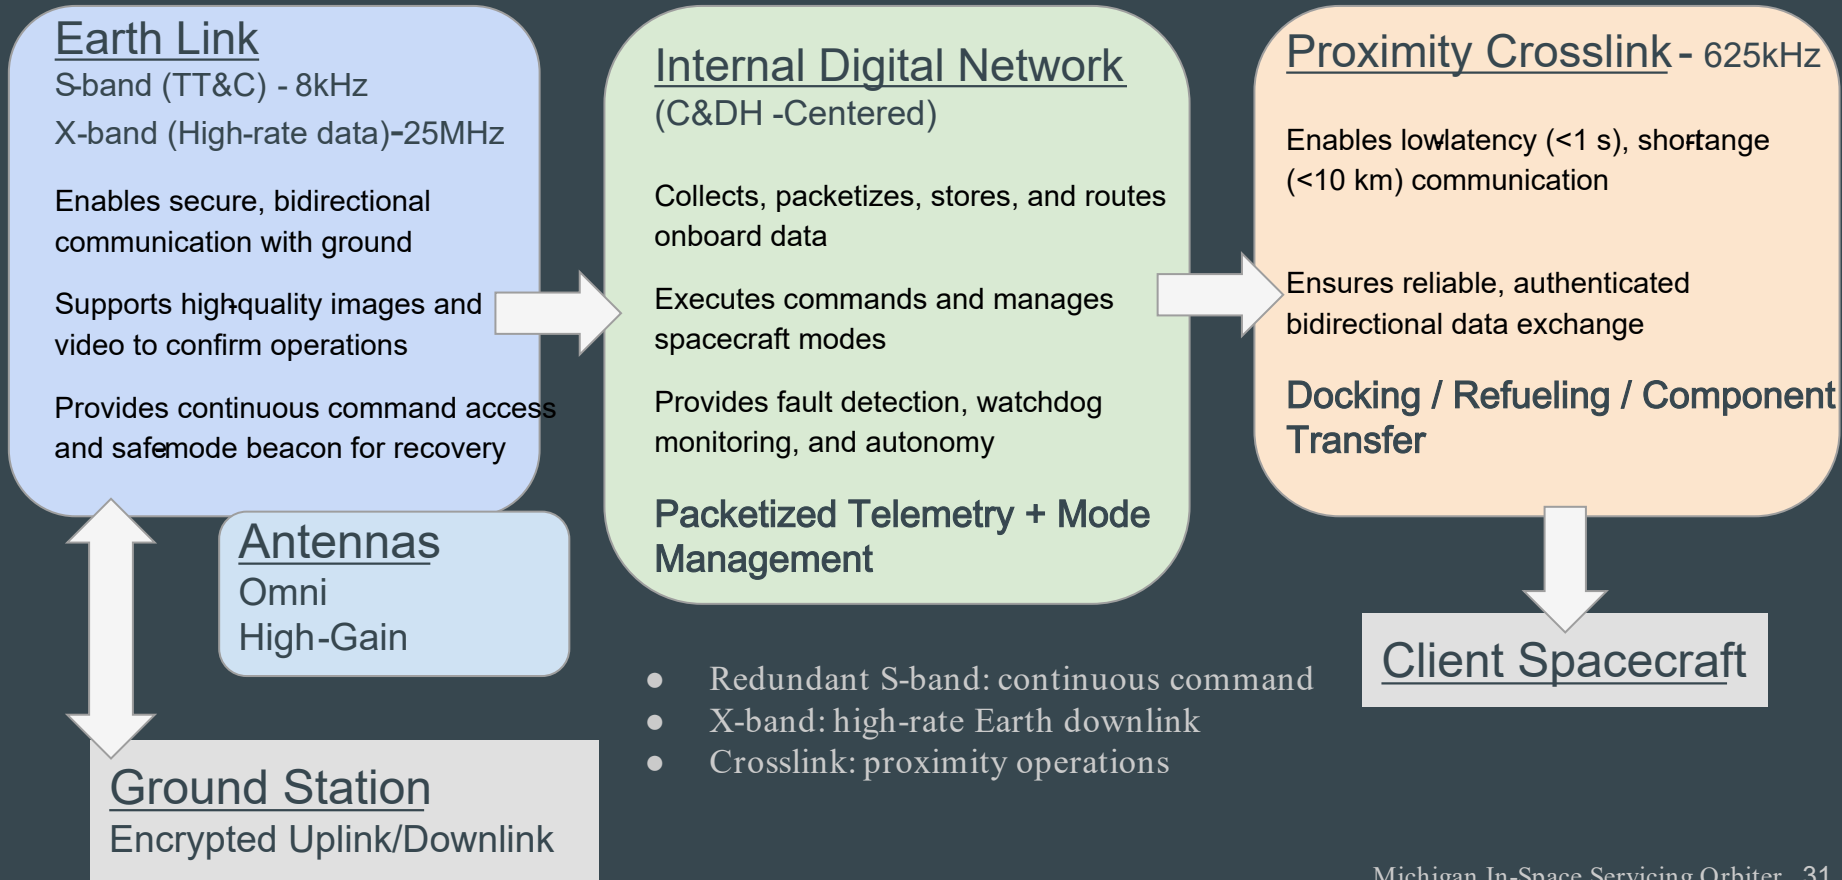 Earth Link
S-band (TT&C) - 8kHz
X-band (High-rate data)-25MHz
Enables secure, bidirectional
communication with ground
Supports high-quality images and
video to confirm operations
Provides continuous command access
and safe-mode beacon for recovery
Antennas
Omni
High-Gain
Ground Station
Encrypted Uplink/Downlink
Internal Digital Network
(C&DH -Centered)
Collects, packetizes, stores, and routes
onboard data
Executes commands and manages
spacecraft modes
Provides fault detection, watchdog
monitoring, and autonomy
Packetized Telemetry + Mode
Management
● Redundant S-band: continuous command
● X-band: high-rate Earth downlink
● Crosslink: proximity operations
Proximity Crosslink - 625kHz
Enables low-latency (<1 s), short-range
(<10 km) communication
Ensures reliable, authenticated
bidirectional data exchange
Docking / Refueling / Component
Transfer
Client Spacecraft
Michigan In-Space Servicing Orbiter 31